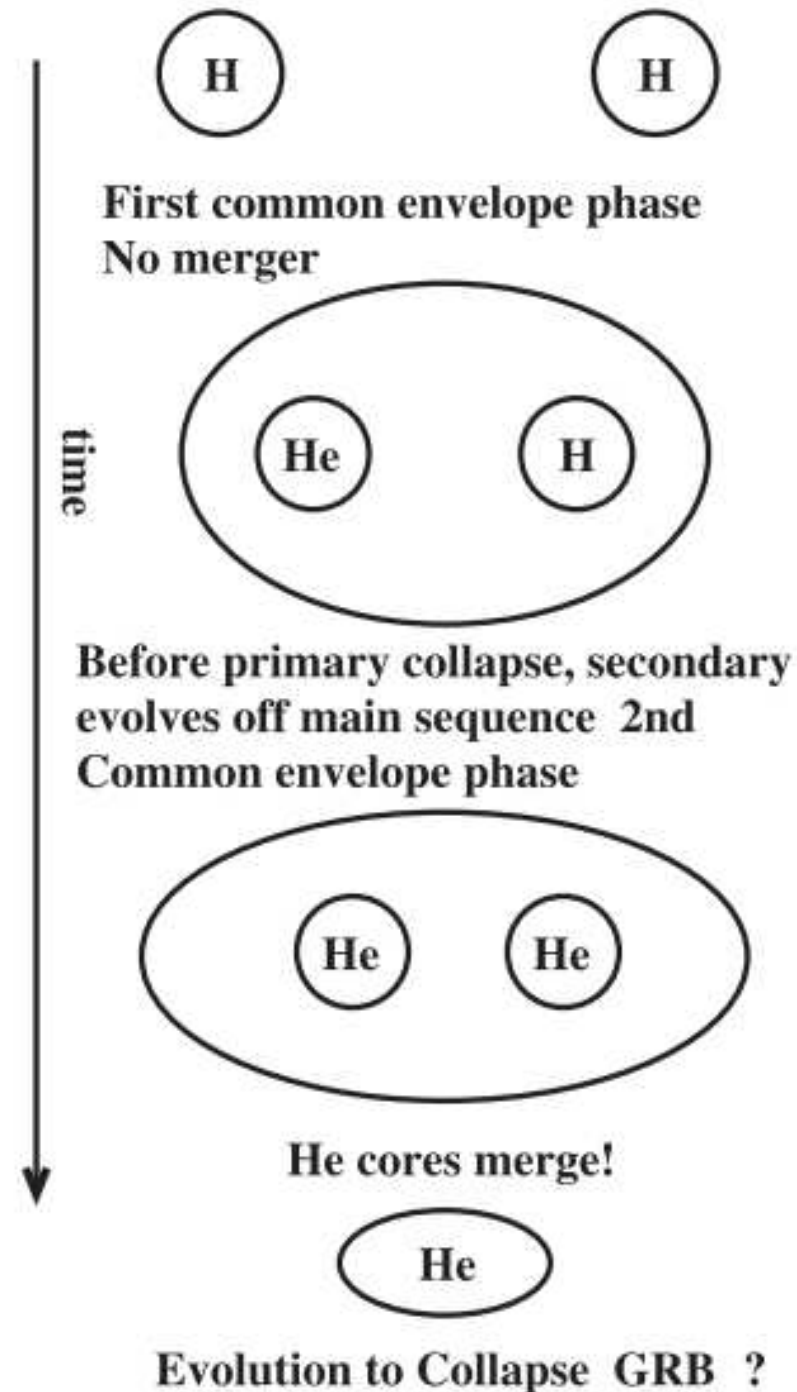 H H
First common envelope phase
No merger
time
He H
Before primary collapse, secondary
evolves off main sequence 2nd
Common envelope phase
He He
He cores merge!
He
Evolution to Collapse GRB ?